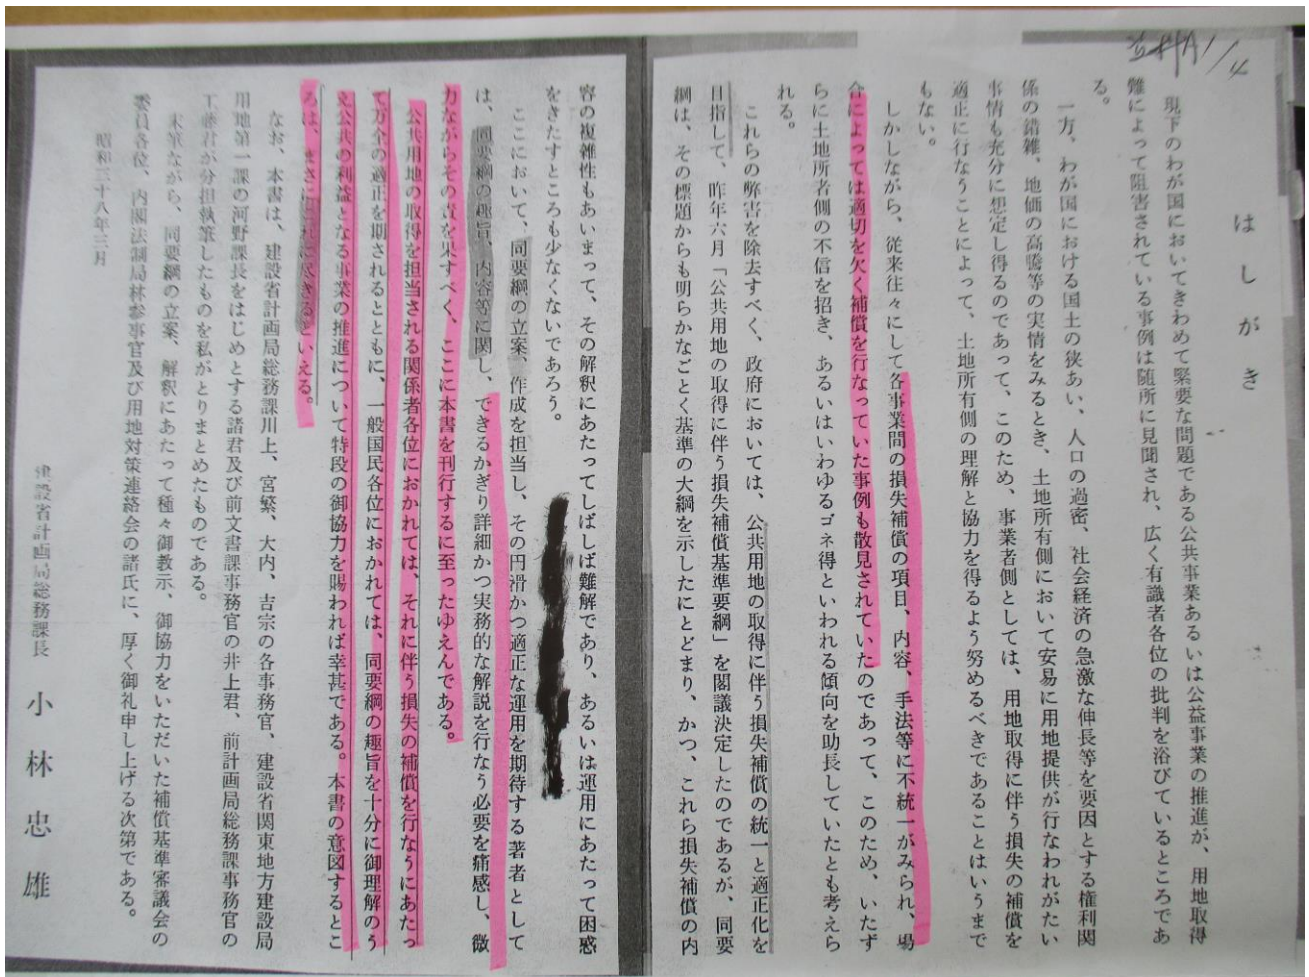 はしがき
現下のわが国においてきわめて緊要な問題である公共事業あるいは公益事業の推進が、用地取得
難によって阻害されている事例は随所に見聞され、広く有識者各位の批判を浴びているところであ
る。
一方、わが国における国土の狭あい、人口の過密、社会経済の急激な伸長等を要因とする権利関
係の錯雑、地価の高騰等の実情をみるとき、土地所有側において安易に用地提供が行なわれがたい
事情も充分に想定し得るのであって、このため、事業者側としては、用地取得に伴う損失の補償を
適正に行なうことによって、土地所有側の理解と協力を得るよう努めるべきであることはいうまで
もない。
しかしながら、従来往々にして各事業間の損失補償の項目、内容、手法等に不統一がみられ、場
合によっては適切を欠く補償を行なっていた事例も散見されていたのであって、このため、いたず
らに土地所者側の不信を招き、あるいはいわゆるゴネ得といわれる傾向を助長していたとも考えら
れる。
これらの弊害を除去すべく、政府においては、公共用地の取得に伴う損失補償の統一と適正化を
目指して、昨年六月「公共用地の取得に伴う損失補償基準要綱」を閣議決定したのであるが、同要
綱は、その標題からも明らかなごとく基準の大綱を示したにとどまり、かつ、これら損失補償の内
容の複雑性もあいまって、その解釈にあたってしばしば難解であり、あるいは運用にあたって困惑
をきたすところも少なくないであろう。
ここにおいて、同要綱の立案、作成を担当し、その円滑かつ適正な運用を期待する著者として
は、同要綱の趣旨、内容等に関し、できるかぎり詳細かつ実務的な解説を行なう必要を痛感し、微
力ながらその責を果すべく、ここに本書を刊行するに至ったゆえんである。
公共用地の取得を担当される関係者各位におかれては、それに伴う損失の補償を行なうにあたっ
て万全の適正を期されるとともに、一般国民各位におかれては、同要綱の趣旨を十分に御理解のう
え公共の利益となる事業の推進について特段の御協力を賜われば幸甚である。本書の意図するとこ
ろは、まさにこれに尽きるといえる。
なお、本書は、建設省計画局総務課川上、宮繁、大内、吉宗の各事務官、建設省関東地方建設局
用地第一課の河野課長をはじめとする諸君及び前文書課事務官の井上君、前計画局総務課事務官の
工藤君が分担執筆したものを私がとりまとめたものである。
末筆ながら、同要綱の立案、解釈にあたって種々御教示、御協力をいただいた補償基準審議会の
委員各位、内閣法制局林参事官及び用地対策連絡会の諸氏に、厚く御礼申し上げる次第である。
昭和三十八年三月
建設省計画局総務課長 小林忠雄